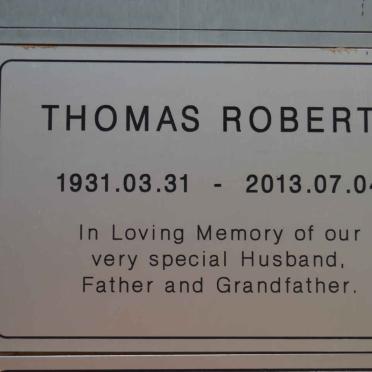 THOMAS ROBERT
1931.03.31 - 2013.07.04
In Loving Memory of our
very special Husband,
Father and Grandfather.